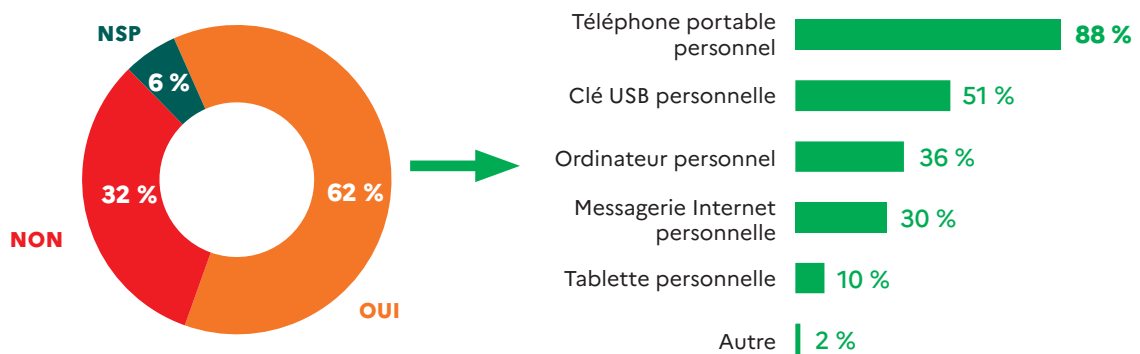 NSP
6 %
32 %
62 %
NON
OUI
Téléphone portable
personnel
88 %
Clé USB personnelle
51 %
Ordinateur personnel
36 %
Messagerie Internet
personnelle
30 %
Tablette personnelle
10 %
Autre
2 %